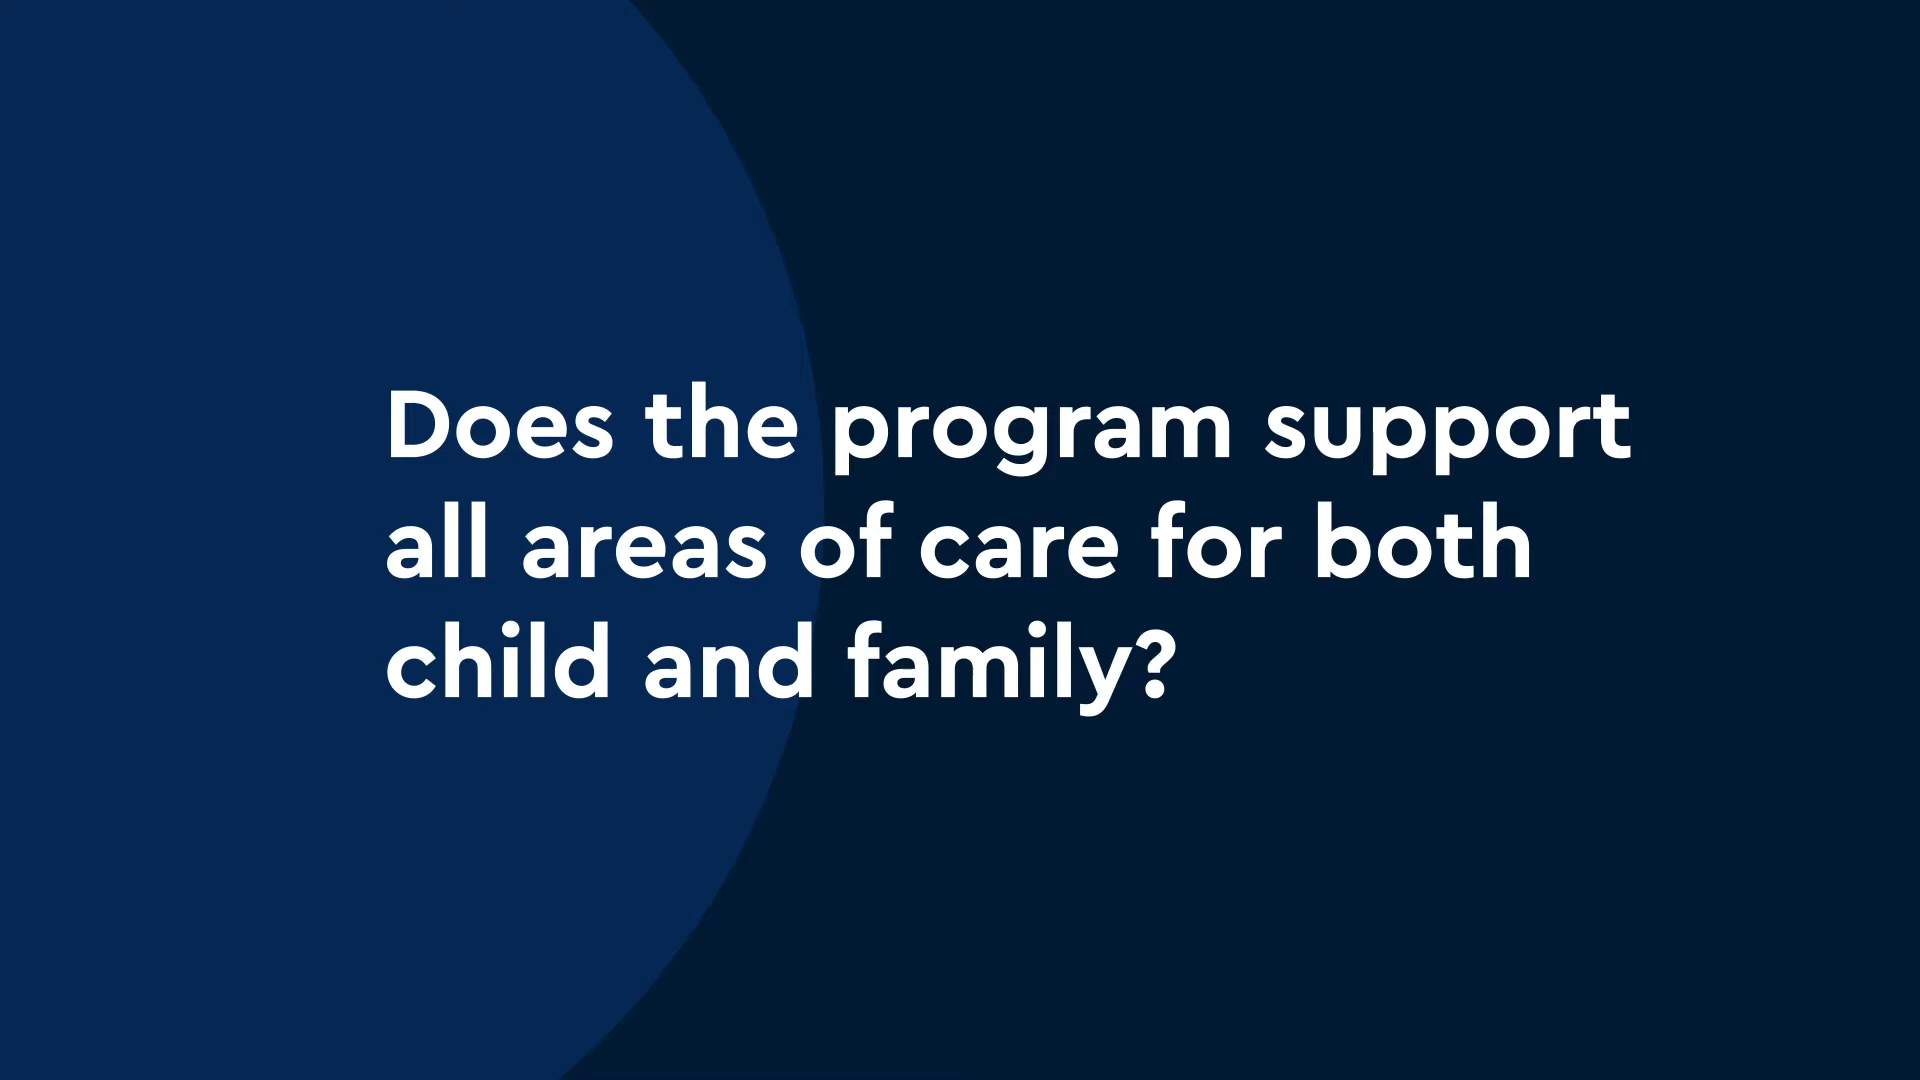 Does the program support
all areas of care for both
child and family?